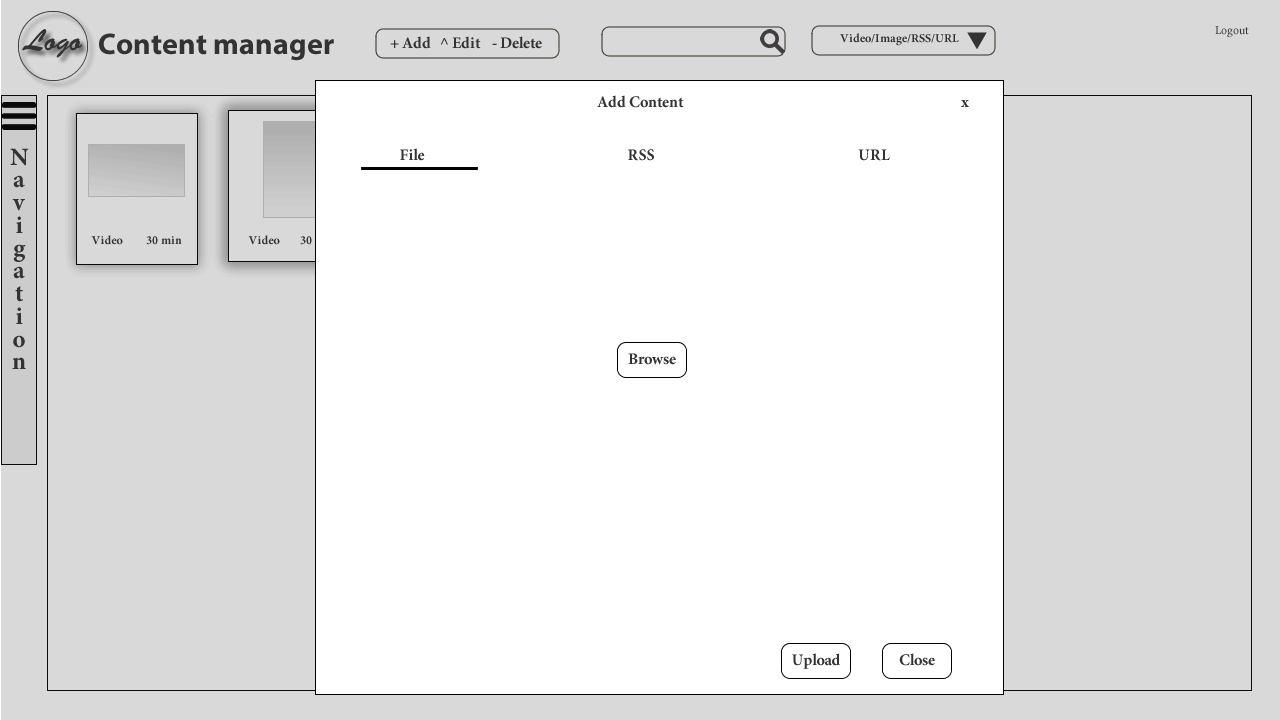 Logo
Content manager
+ Add ^ Edit - Delete
Video/Image/RSS/URL
Logout
Add Content
x
File
RSS
URL
Navigation
Video 30 min
Video 30
Browse
Upload
Close